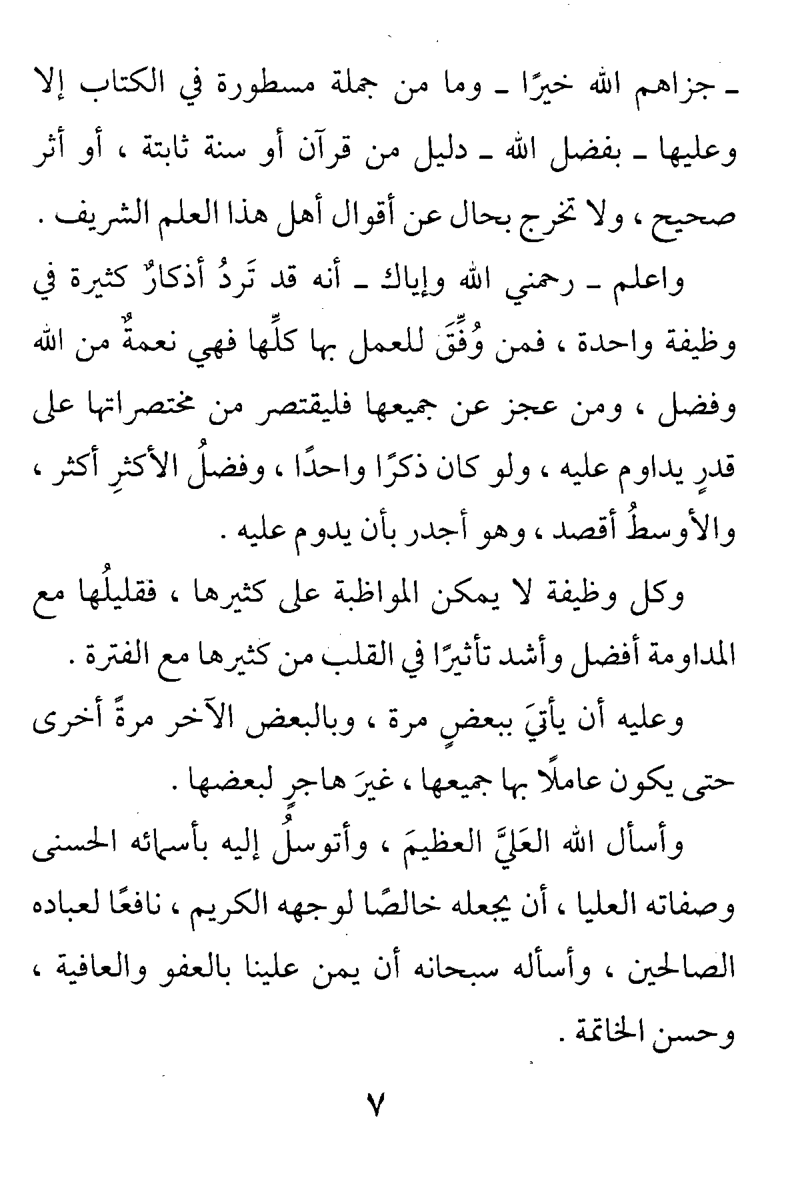 ـ جزاهم الله خيرًا ـ وما من جملة مسطورة في الكتاب إلا
وعليها ـ بفضل الله ـ دليل من قرآن أو سنة ثابتة ، أو أثر
صحيح ، ولا تخرج بحال عن أقوال أهل هذا العلم الشريف .
واعلم ـ رحمني الله وإياك ـ أنه قد تَردُ أذكارٌ كثيرة في
وظيفة واحدة ، فمن وُفِّقَ للعمل بها كلِّها فهي نعمةٌ من الله
وفضل ، ومن عجز عن جميعها فليقتصر من مختصراتها على
قدرٍ يداوم عليه ، ولو كان ذكرًا واحدًا ، وفضلُ الأكثرِ أكثر ،
والأوسطُ أقصد ، وهو أجدر بأن يدوم عليه .
وكل وظيفة لا يمكن المواظبة على كثيرها ، فقليلُها مع
المداومة أفضل وأشد تأثيرًا في القلب من كثيرها مع الفترة .
وعليه أن يأتيَ ببعضٍ مرة ، وبالبعض الآخر مرةً أخرى
حتى يكون عاملًا بها جميعها ، غيرَ هاجرٍ لبعضها .
وأسأل الله العَليَّ العظيمَ ، وأتوسلُ إليه بأسمائه الحسنى
وصفاته العليا ، أن يجعله خالصًا لوجهه الكريم ، نافعًا لعباده
الصالحين ، وأسأله سبحانه أن يمن علينا بالعفو والعافية ،
وحسن الخاتمة .
٧